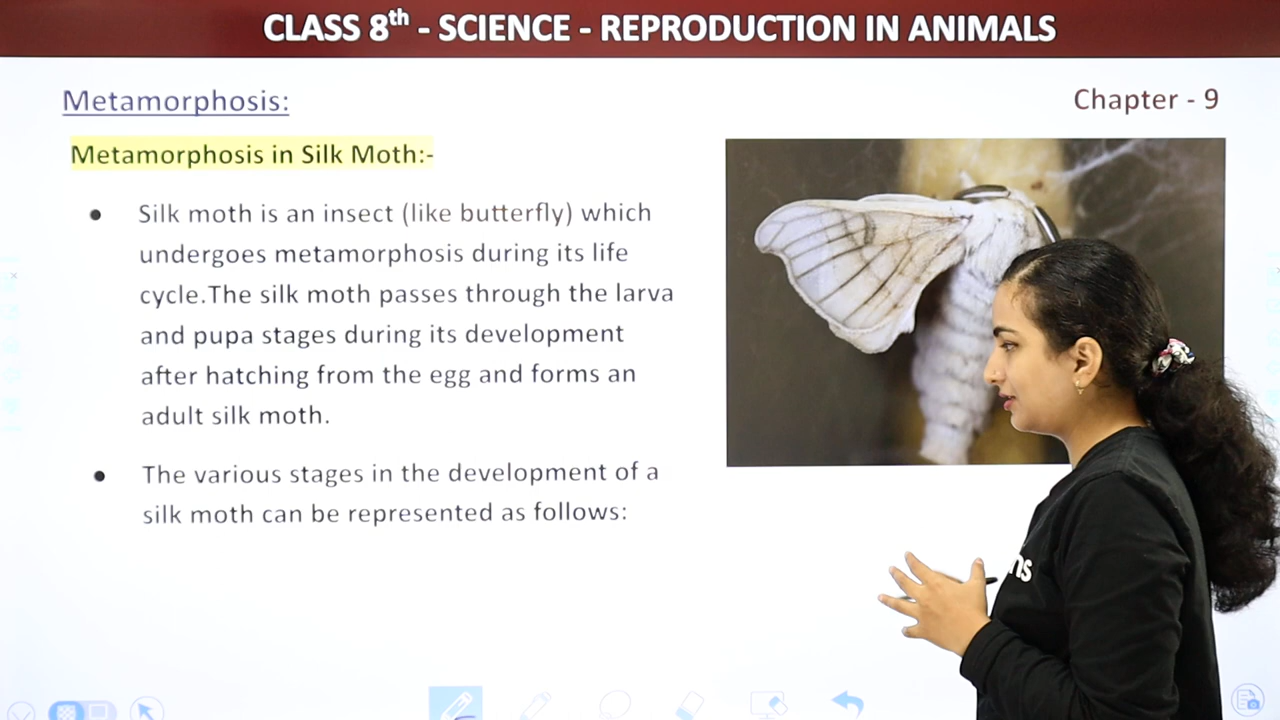 CLASS 8th - SCIENCE - REPRODUCTION IN ANIMALS
Metamorphosis:
Chapter - 9
Metamorphosis in Silk Moth:-
● Silk moth is an insect (like butterfly) which
undergoes metamorphosis during its life
cycle.The silk moth passes through the larva
and pupa stages during its development
after hatching from the egg and forms an
adult silk moth.
● The various stages in the development of a
silk moth can be represented as follows: